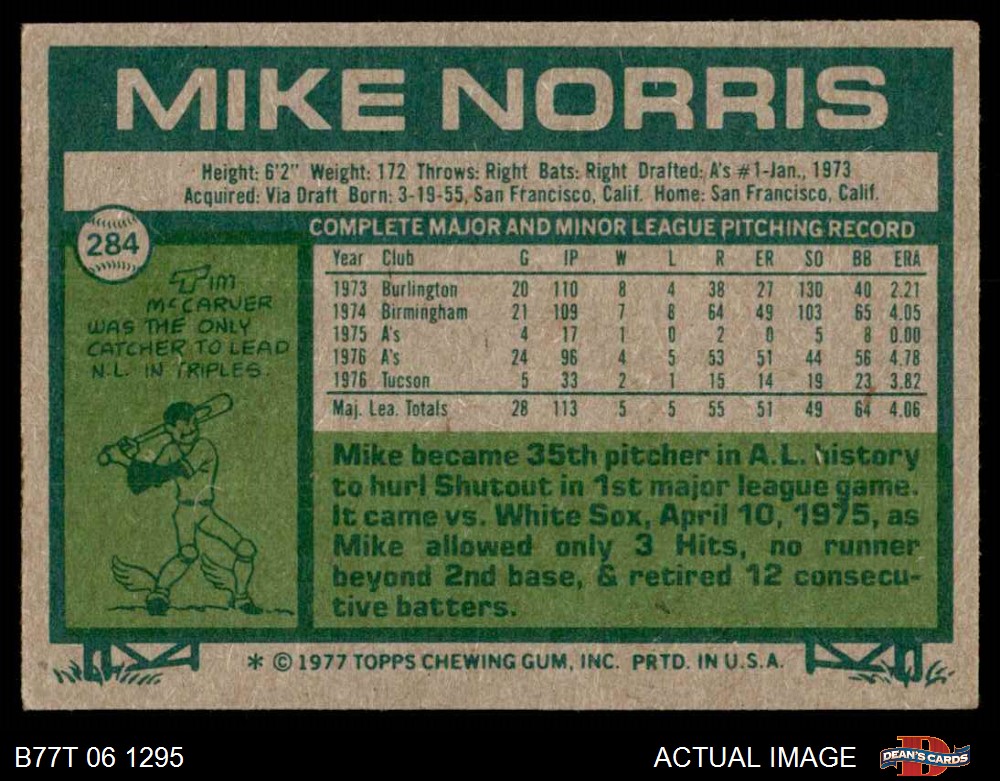 MIKE NORRIS
Height: 6'2" Weight: 172 Throws: Right Bats: Right Drafted: A's #1-Jan., 1973
Acquired: Via Draft Born: 3-19-55, San Francisco, Calif. Home: San Francisco, Calif.
284
TIM
McCARVER
WAS THE ONLY
CATCHER TO LEAD
N.L. IN TRIPLES.
COMPLETE MAJOR AND MINOR LEAGUE PITCHING RECORD
Year Club G IP W L R ER SO BB ERA
1973 Burlington 20 110 8 4 38 27 130 40 2.21
1974 Birmingham 21 109 7 8 64 49 103 65 4.05
1975 A's 4 17 1 0 2 0 5 8 0.00
1976 A's 24 96 4 5 53 51 44 56 4.78
1976 Tucson 5 33 2 1 15 14 19 23 3.82
Maj. Lea. Totals 28 113 5 5 55 51 49 64 4.06
Mike became 35th pitcher in A.L. history
to hurl Shutout in 1st major league game.
It came vs. White Sox, April 10, 1975, as
Mike allowed only 3 Hits, no runner
beyond 2nd base, & retired 12 consecu-
tive batters.
* © 1977 TOPPS CHEWING GUM, INC. PRTD. IN U.S.A.
B77T 06 1295
ACTUAL IMAGE
DEAN'S CARDS